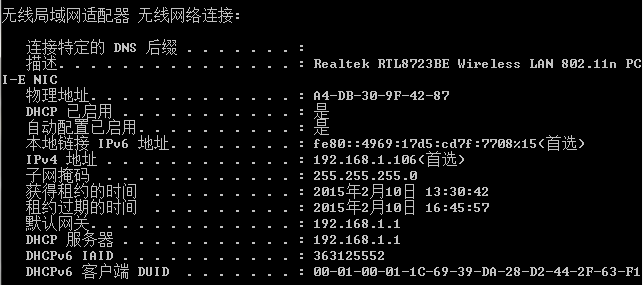 无线局域网适配器 无线网络连接:
连接特定的 DNS 后缀 . . . . . . . :
描述. . . . . . . . . . . . . . . : Realtek RTL8723BE Wireless LAN 802.11n PC
I-E NIC
物理地址. . . . . . . . . . . . . : A4-DB-30-9F-42-87
DHCP 已启用 . . . . . . . . . . . : 是
自动配置已启用. . . . . . . . . . : 是
本地链接 IPv6 地址. . . . . . . . : fe80::4969:17d5:cd7f:7708%15(首选)
IPv4 地址 . . . . . . . . . . . . : 192.168.1.106(首选)
子网掩码 . . . . . . . . . . . . : 255.255.255.0
获得租约的时间 . . . . . . . . . : 2015年2月10日 13:30:42
租约过期的时间 . . . . . . . . . : 2015年2月10日 16:45:57
默认网关. . . . . . . . . . . . . : 192.168.1.1
DHCP 服务器 . . . . . . . . . . . : 192.168.1.1
DHCPv6 IAID . . . . . . . . . . . : 363125552
DHCPv6 客户端 DUID . . . . . . . : 00-01-00-01-1C-69-39-DA-28-D2-44-2F-63-F1